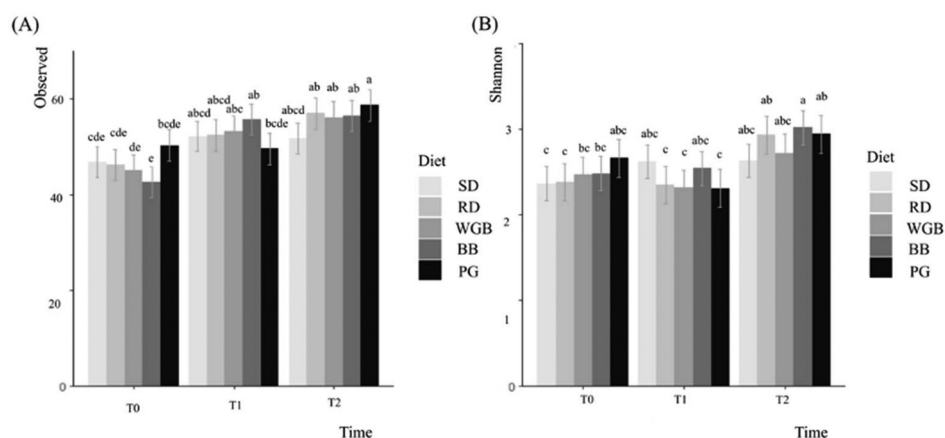 (A)
Observed
60
40
20
0
cde
cde
de
e
bcde
abcd
abcd
abc
ab
bcde
abcd
ab
ab
ab
a
T0
T1
T2
Time
Diet
SD
RD
WGB
BB
PG
(B)
Shannon
3
2
1
0
c
c
bc
bc
abc
abc
c
c
abc
c
abc
ab
abc
a
ab
T0
T1
T2
Time
Diet
SD
RD
WGB
BB
PG